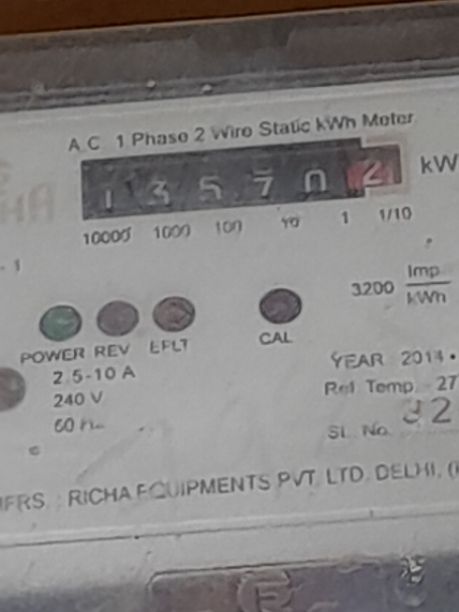 A.C. 1 Phase 2 Wire Static kWh Meter
1 3 5 7 0 2 kW
10000 1000 100 10 1 1/10
3200 Imp
kWh
POWER REV EFLT CAL
2.5-10 A
240 V
YEAR 2014
Ref. Temp. 27
Sl. No. 32
MFRS. : RICHA EQUIPMENTS PVT. LTD. DELHI, (